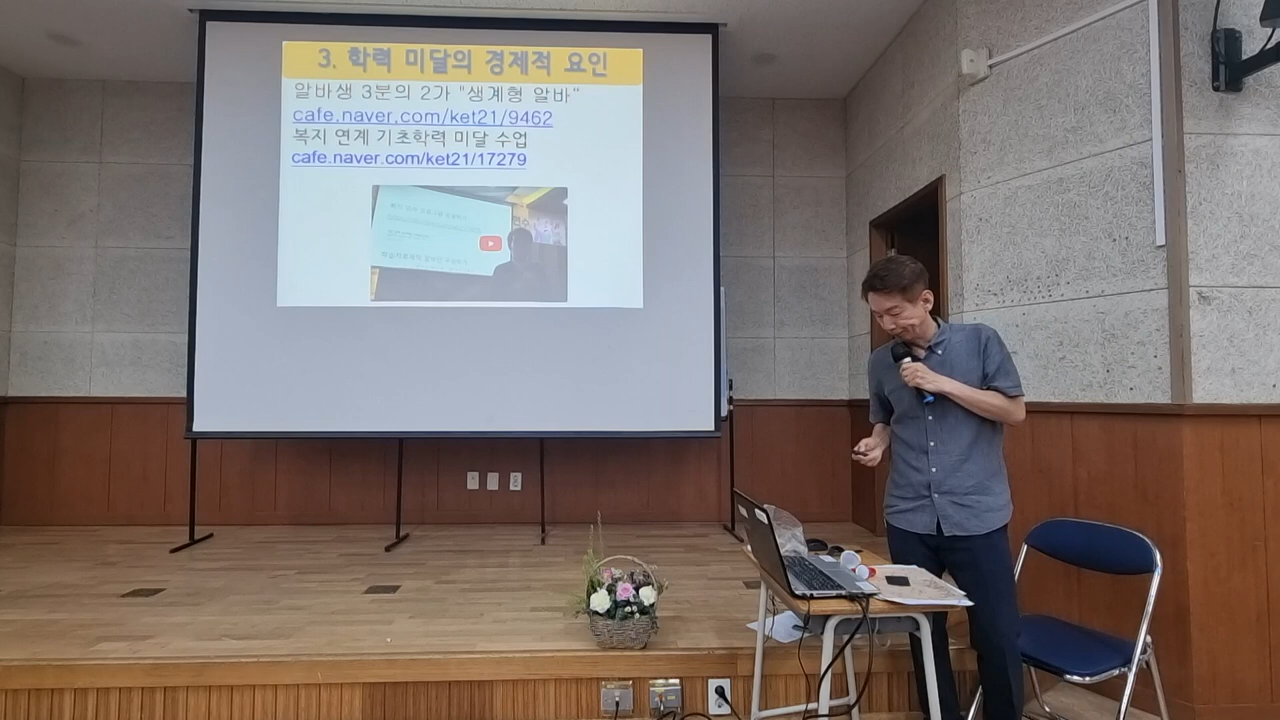 3. 학력 미달의 경제적 요인
알바생 3분의 2가 "생계형 알바"
cafe.naver.com/ket21/9462
복지 연계 기초학력 미달 수업
cafe.naver.com/ket21/17279